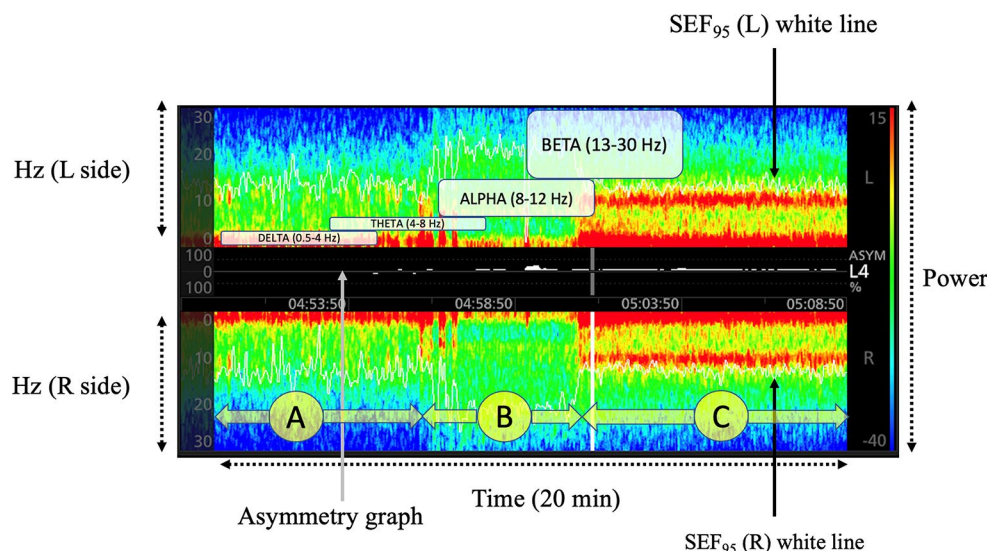 SEF95 (L) white line
Hz (L side)
30
20
10
0
BETA (13-30 Hz)
ALPHA (8-12 Hz)
THETA (4-8 Hz)
DELTA (0.5-4 Hz)
15
L
100
0
100
ASYM
L4
%
04:53:50 04:58:50 05:03:50 05:08:50
Power
Hz (R side)
0
10
20
30
R
-40
A B C
Time (20 min)
Asymmetry graph
SEF95 (R) white line